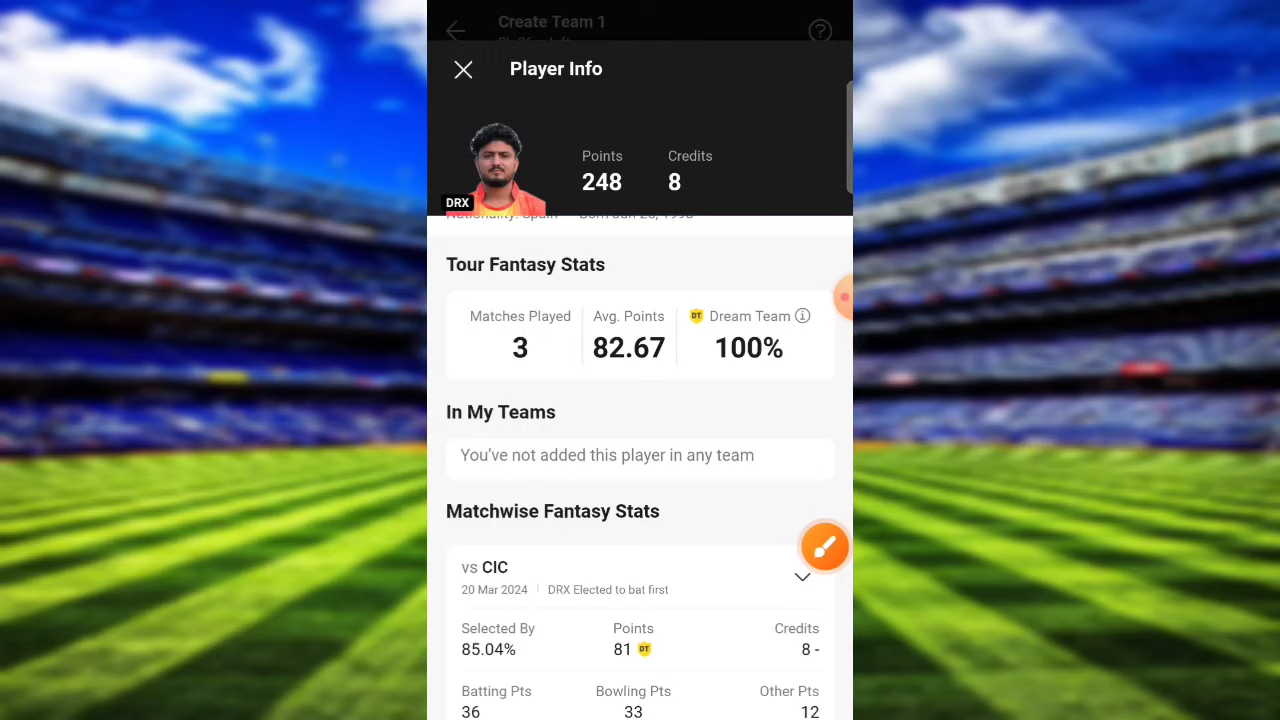 Create Team 1
Player Info
Points
Credits
248
8
DRX
Tour Fantasy Stats
Matches Played
Avg. Points
DT Dream Team
3
82.67
100%
In My Teams
You've not added this player in any team
Matchwise Fantasy Stats
vs CIC
20 Mar 2024
DRX Elected to bat first
Selected By
Points
Credits
85.04%
81 DT
8 -
Batting Pts
Bowling Pts
Other Pts
36
33
12